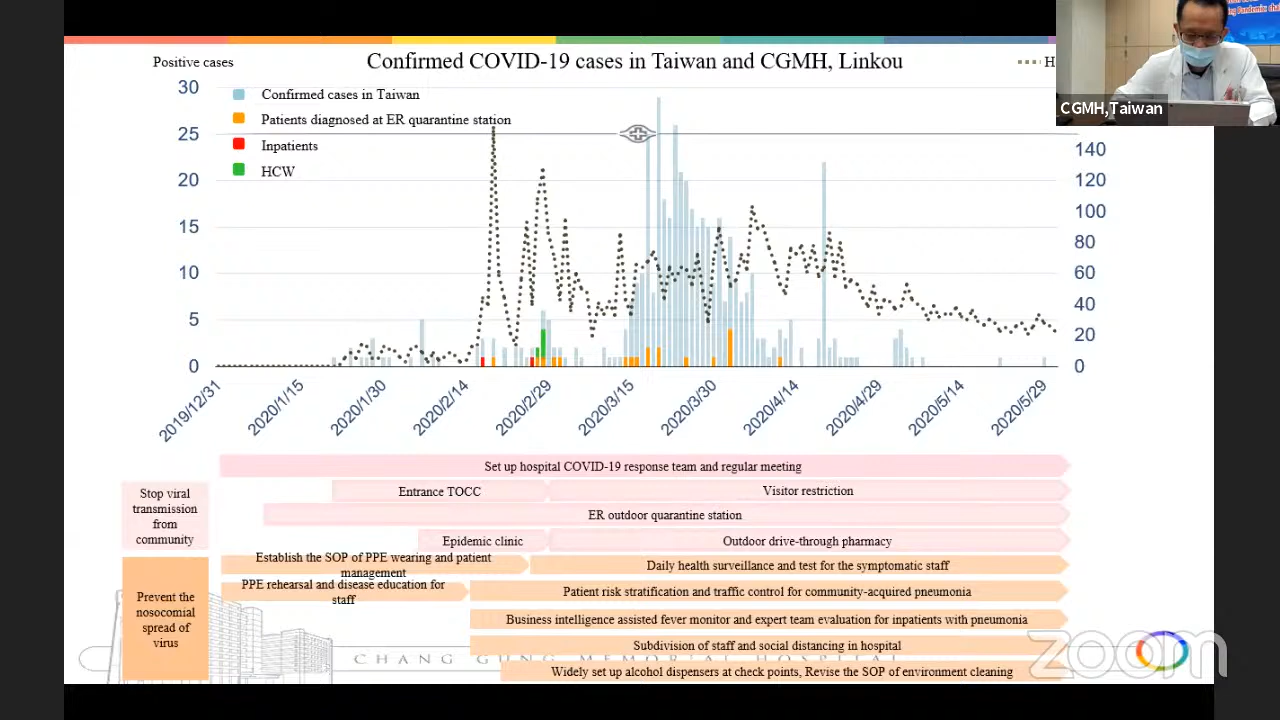 Positive cases
Confirmed COVID-19 cases in Taiwan and CGMH, Linkou
H
CGMH,Taiwan
30
25
20
15
10
5
0
Confirmed cases in Taiwan
Patients diagnosed at ER quarantine station
Inpatients
HCW
140
120
100
80
60
40
20
0
2019/12/31
2020/1/15
2020/1/30
2020/2/14
2020/2/29
2020/3/15
2020/3/30
2020/4/14
2020/4/29
2020/5/14
2020/5/29
Set up hospital COVID-19 response team and regular meeting
Stop viral
transmission
from
community
Entrance TOCC
Visitor restriction
ER outdoor quarantine station
Epidemic clinic
Outdoor drive-through pharmacy
Prevent the
nosocomial
spread of
virus
Establish the SOP of PPE wearing and patient
management
Daily health surveillance and test for the symptomatic staff
PPE rehearsal and disease education for
staff
Patient risk stratification and traffic control for community-acquired pneumonia
Business intelligence assisted fever monitor and expert team evaluation for inpatients with pneumonia
Subdivision of staff and social distancing in hospital
Widely set up alcohol dispensers at check points, Revise the SOP of environment cleaning
CHANG GUNG MEMORIAL HOSPITAL
zoom